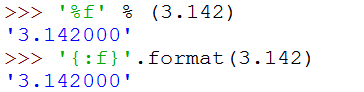 >>> '%f' % (3.142)
'3.142000'
>>> '{:f}'.format(3.142)
'3.142000'